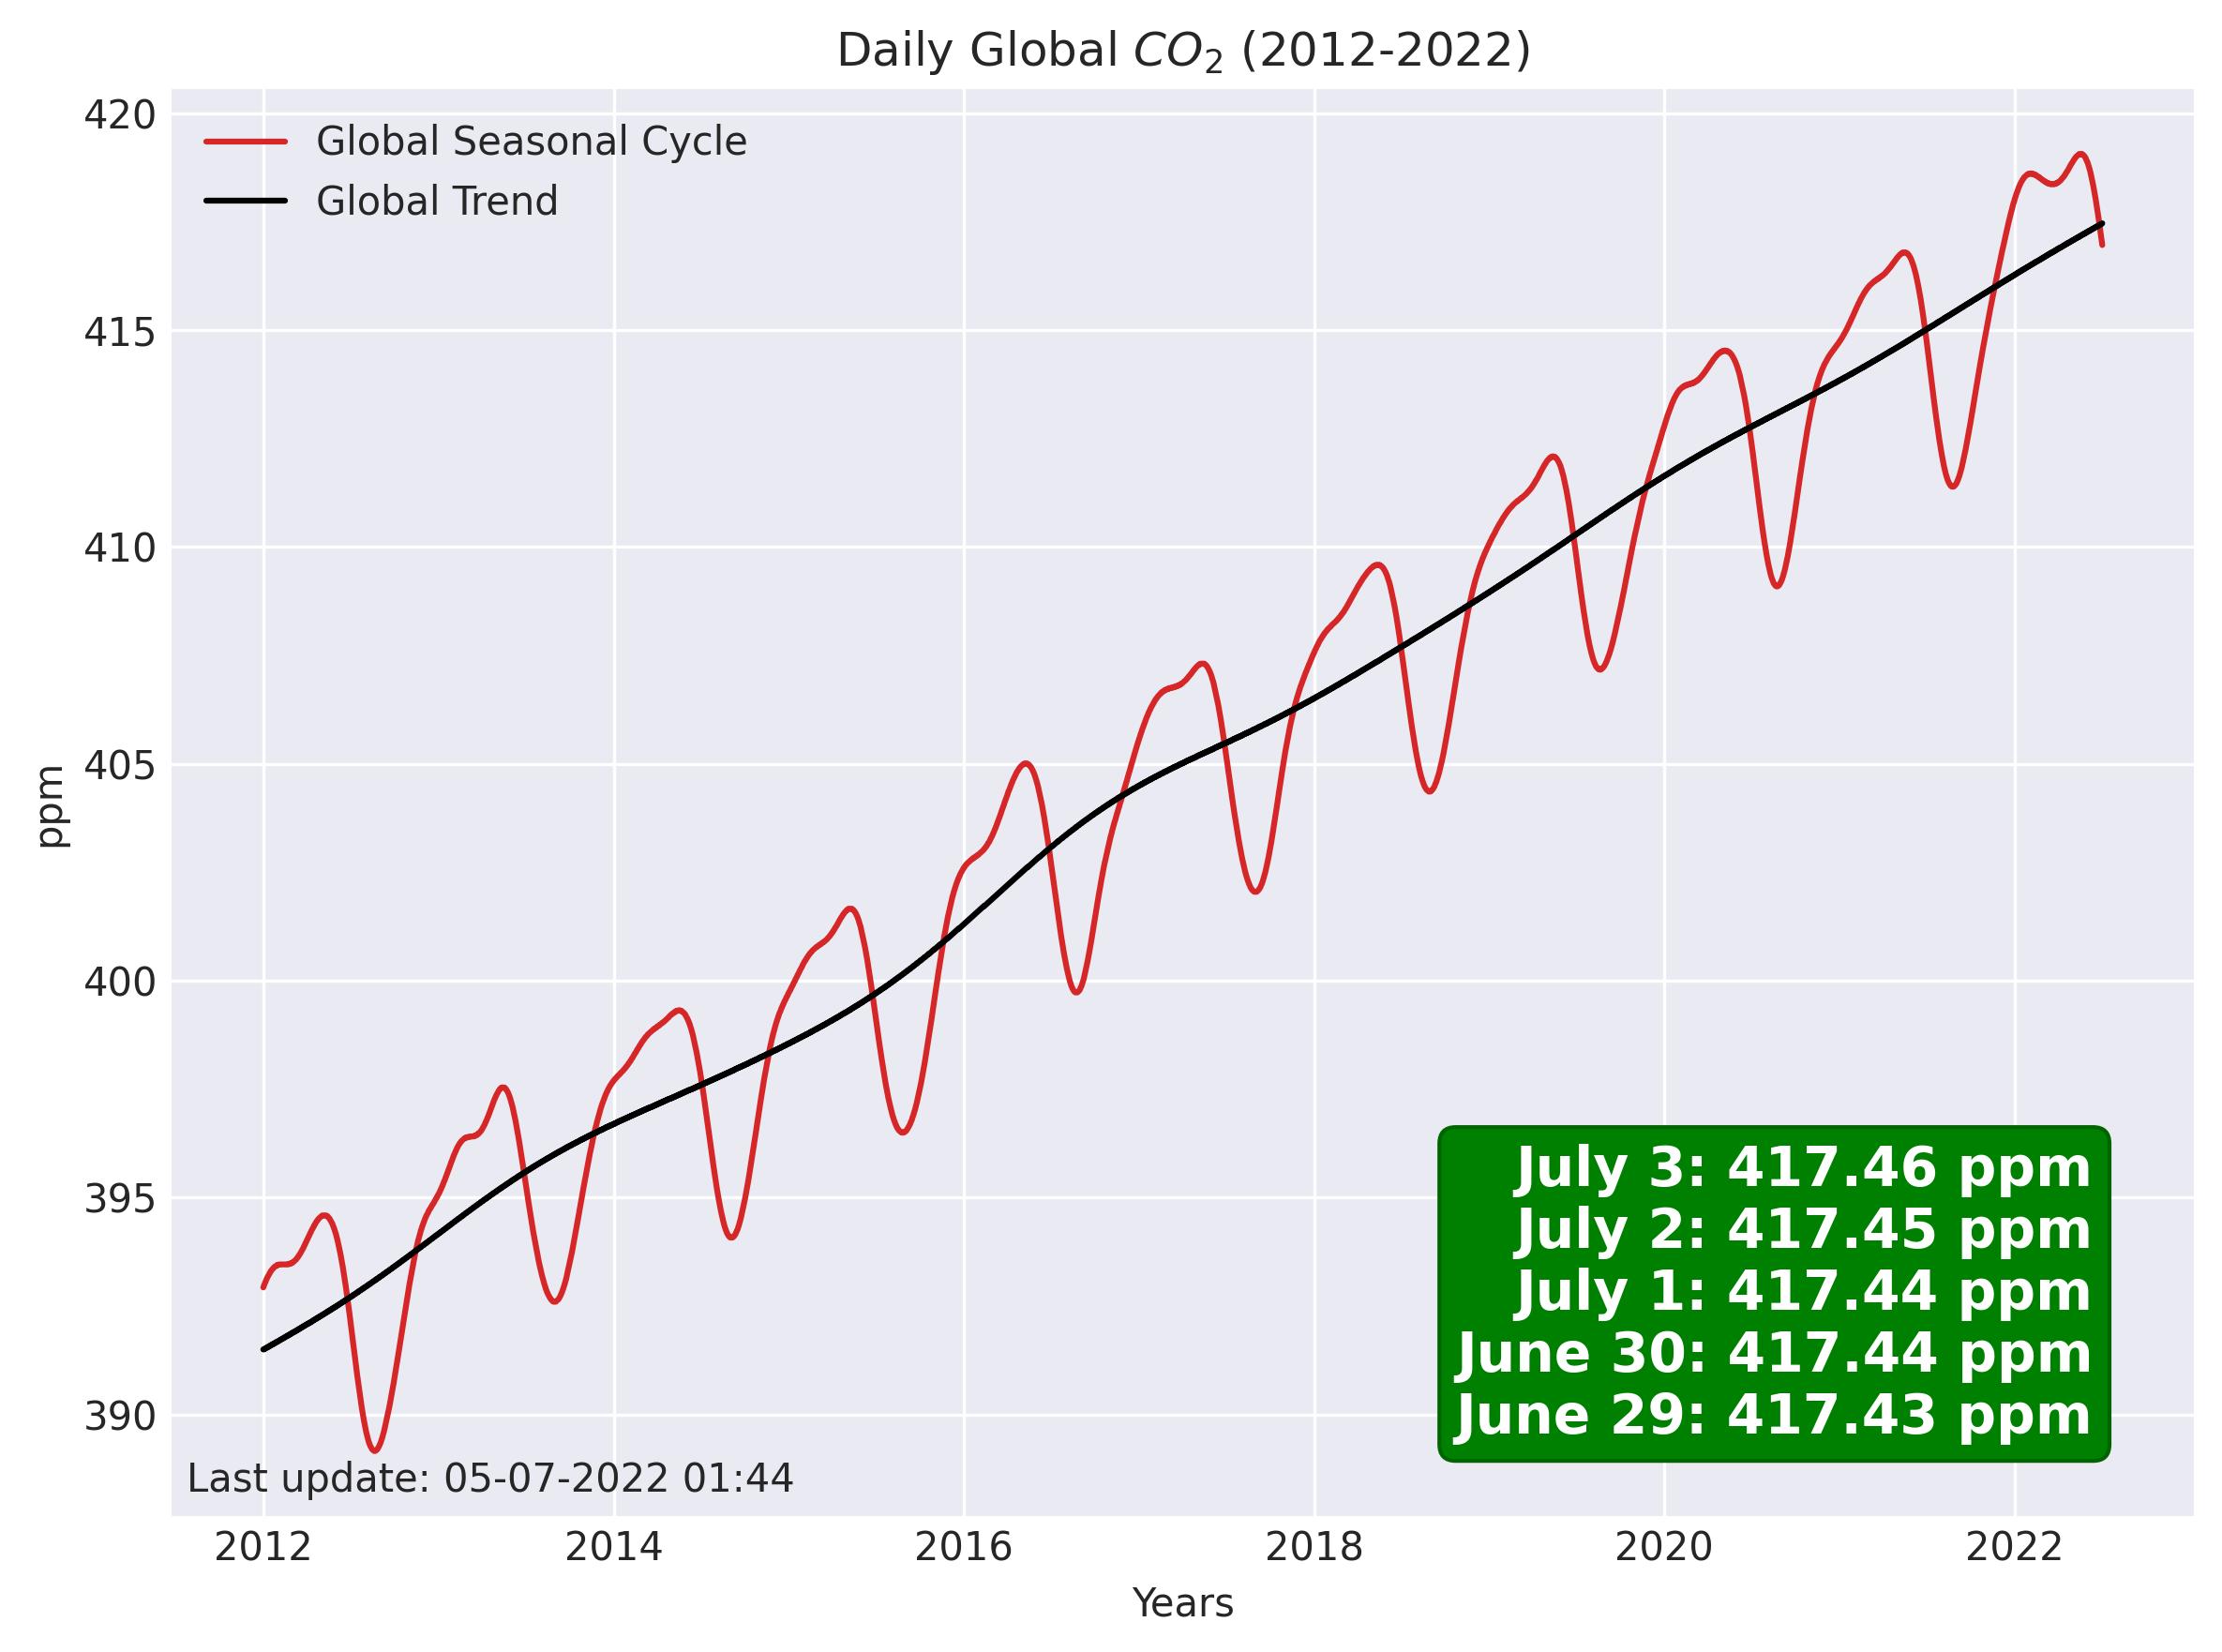 Daily Global CO₂ (2012-2022)
420
415
410
405
400
395
390
ppm
Global Seasonal Cycle
Global Trend
July 3: 417.46 ppm
July 2: 417.45 ppm
July 1: 417.44 ppm
June 30: 417.44 ppm
June 29: 417.43 ppm
Last update: 05-07-2022 01:44
2012 2014 2016 2018 2020 2022
Years